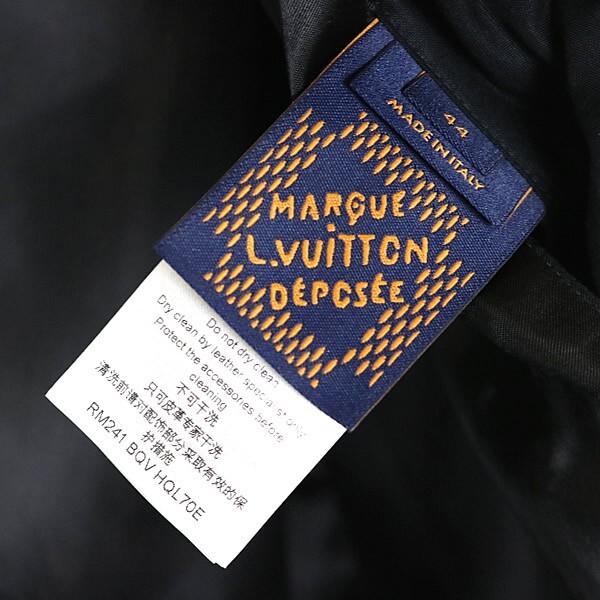 44
MADE IN ITALY
MARQUE
L.VUITTON
DÉPOSÉE
Do not dry clean
Dry clean by leather specialist only
Protect the accessories before
cleaning
不可干洗
只可皮革专家干洗
清洗前请对配饰部分采取有效的保
护措施
RM241 BQV HQL70E